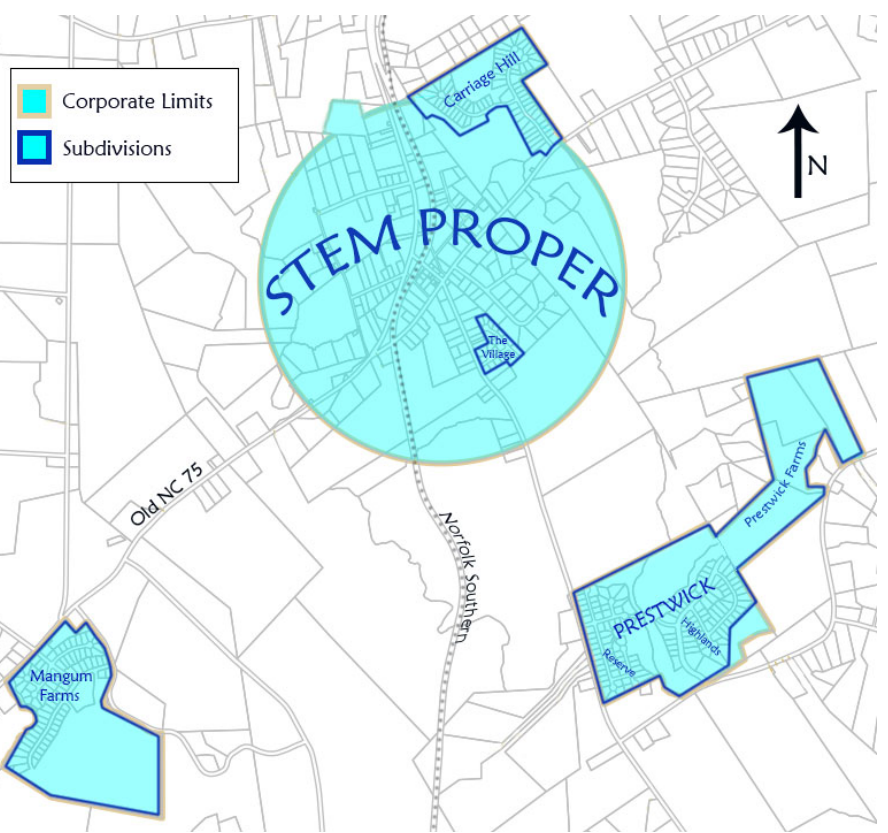 Corporate Limits
Subdivisions
Carriage Hill
N
STEM PROPER
The
Village
Old NC 75
Norfolk Southern
Prestwick Farms
PRESTWICK
Highlands
Reserve
Mangum
Farms